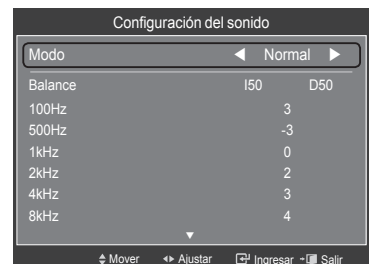 Configuración del sonido
Modo ◀ Normal ▶
Balance I50 D50
100Hz 3
500Hz -3
1kHz 0
2kHz 2
4kHz 3
8kHz 4
▼
Mover Ajustar Ingresar Salir